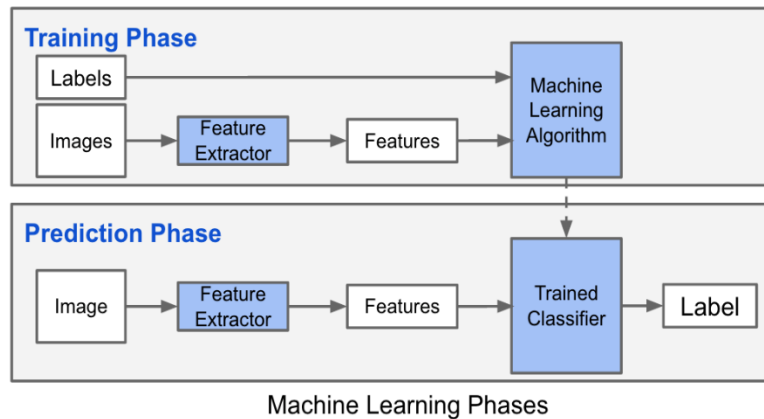 Training Phase
Labels
Images
Feature
Extractor
Features
Machine
Learning
Algorithm
Prediction Phase
Image
Feature
Extractor
Features
Trained
Classifier
Label
Machine Learning Phases